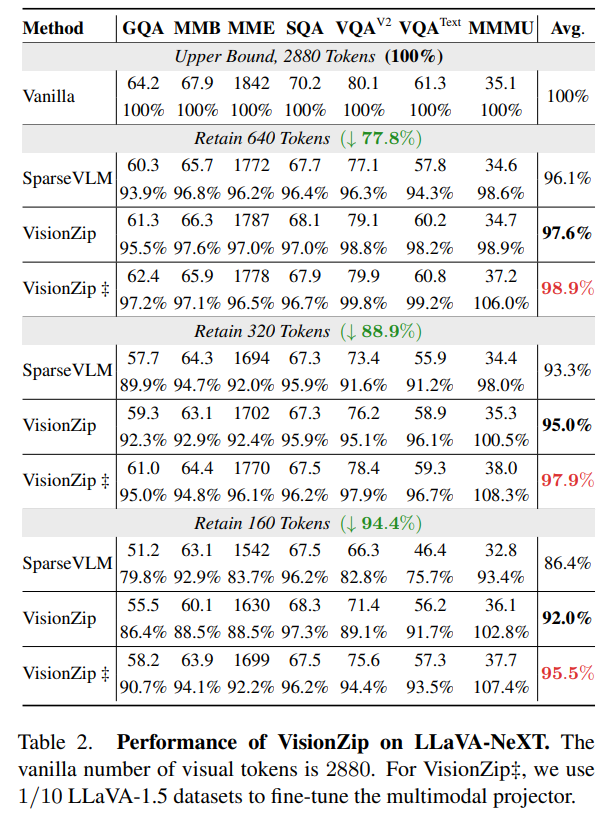 Method GQA MMB MME SQA VQA^V2 VQA^Text MMMU Avg.
Upper Bound, 2880 Tokens (100%)
Vanilla 64.2 67.9 1842 70.2 80.1 61.3 35.1 100%
100% 100% 100% 100% 100% 100% 100%
Retain 640 Tokens (↓ 77.8%)
SparseVLM 60.3 65.7 1772 67.7 77.1 57.8 34.6 96.1%
93.9% 96.8% 96.2% 96.4% 96.3% 94.3% 98.6%
VisionZip 61.3 66.3 1787 68.1 79.1 60.2 34.7 97.6%
95.5% 97.6% 97.0% 97.0% 98.8% 98.2% 98.9%
VisionZip ‡ 62.4 65.9 1778 67.9 79.9 60.8 37.2 98.9%
97.2% 97.1% 96.5% 96.7% 99.8% 99.2% 106.0%
Retain 320 Tokens (↓ 88.9%)
SparseVLM 57.7 64.3 1694 67.3 73.4 55.9 34.4 93.3%
89.9% 94.7% 92.0% 95.9% 91.6% 91.2% 98.0%
VisionZip 59.3 63.1 1702 67.3 76.2 58.9 35.3 95.0%
92.3% 92.9% 92.4% 95.9% 95.1% 96.1% 100.5%
VisionZip ‡ 61.0 64.4 1770 67.6 78.4 59.3 38.0 97.9%
95.0% 94.8% 96.1% 96.2% 97.9% 96.7% 108.3%
Retain 160 Tokens (↓ 94.4%)
SparseVLM 51.2 63.1 1542 67.5 66.3 46.4 32.8 86.4%
79.8% 92.9% 83.7% 96.2% 82.8% 75.7% 93.4%
VisionZip 55.5 60.1 1630 68.3 71.4 56.2 36.1 92.0%
86.4% 88.5% 88.5% 97.3% 89.1% 91.7% 102.8%
VisionZip ‡ 58.2 63.9 1699 67.5 75.6 57.3 37.7 95.5%
90.7% 94.1% 92.2% 96.2% 94.4% 93.5% 107.4%
Table 2. Performance of VisionZip on LLaVA-NeXT. The
vanilla number of visual tokens is 2880. For VisionZip‡, we use
1/10 LLaVA-1.5 datasets to fine-tune the multimodal projector.